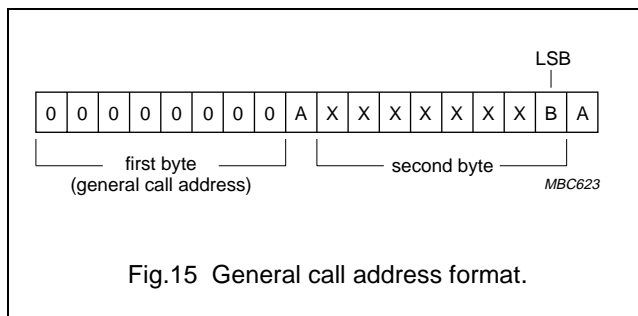 LSB
0 0 0 0 0 0 0 0 A X X X X X X X B A
first byte
(general call address)
second byte
MBC623
Fig.15 General call address format.